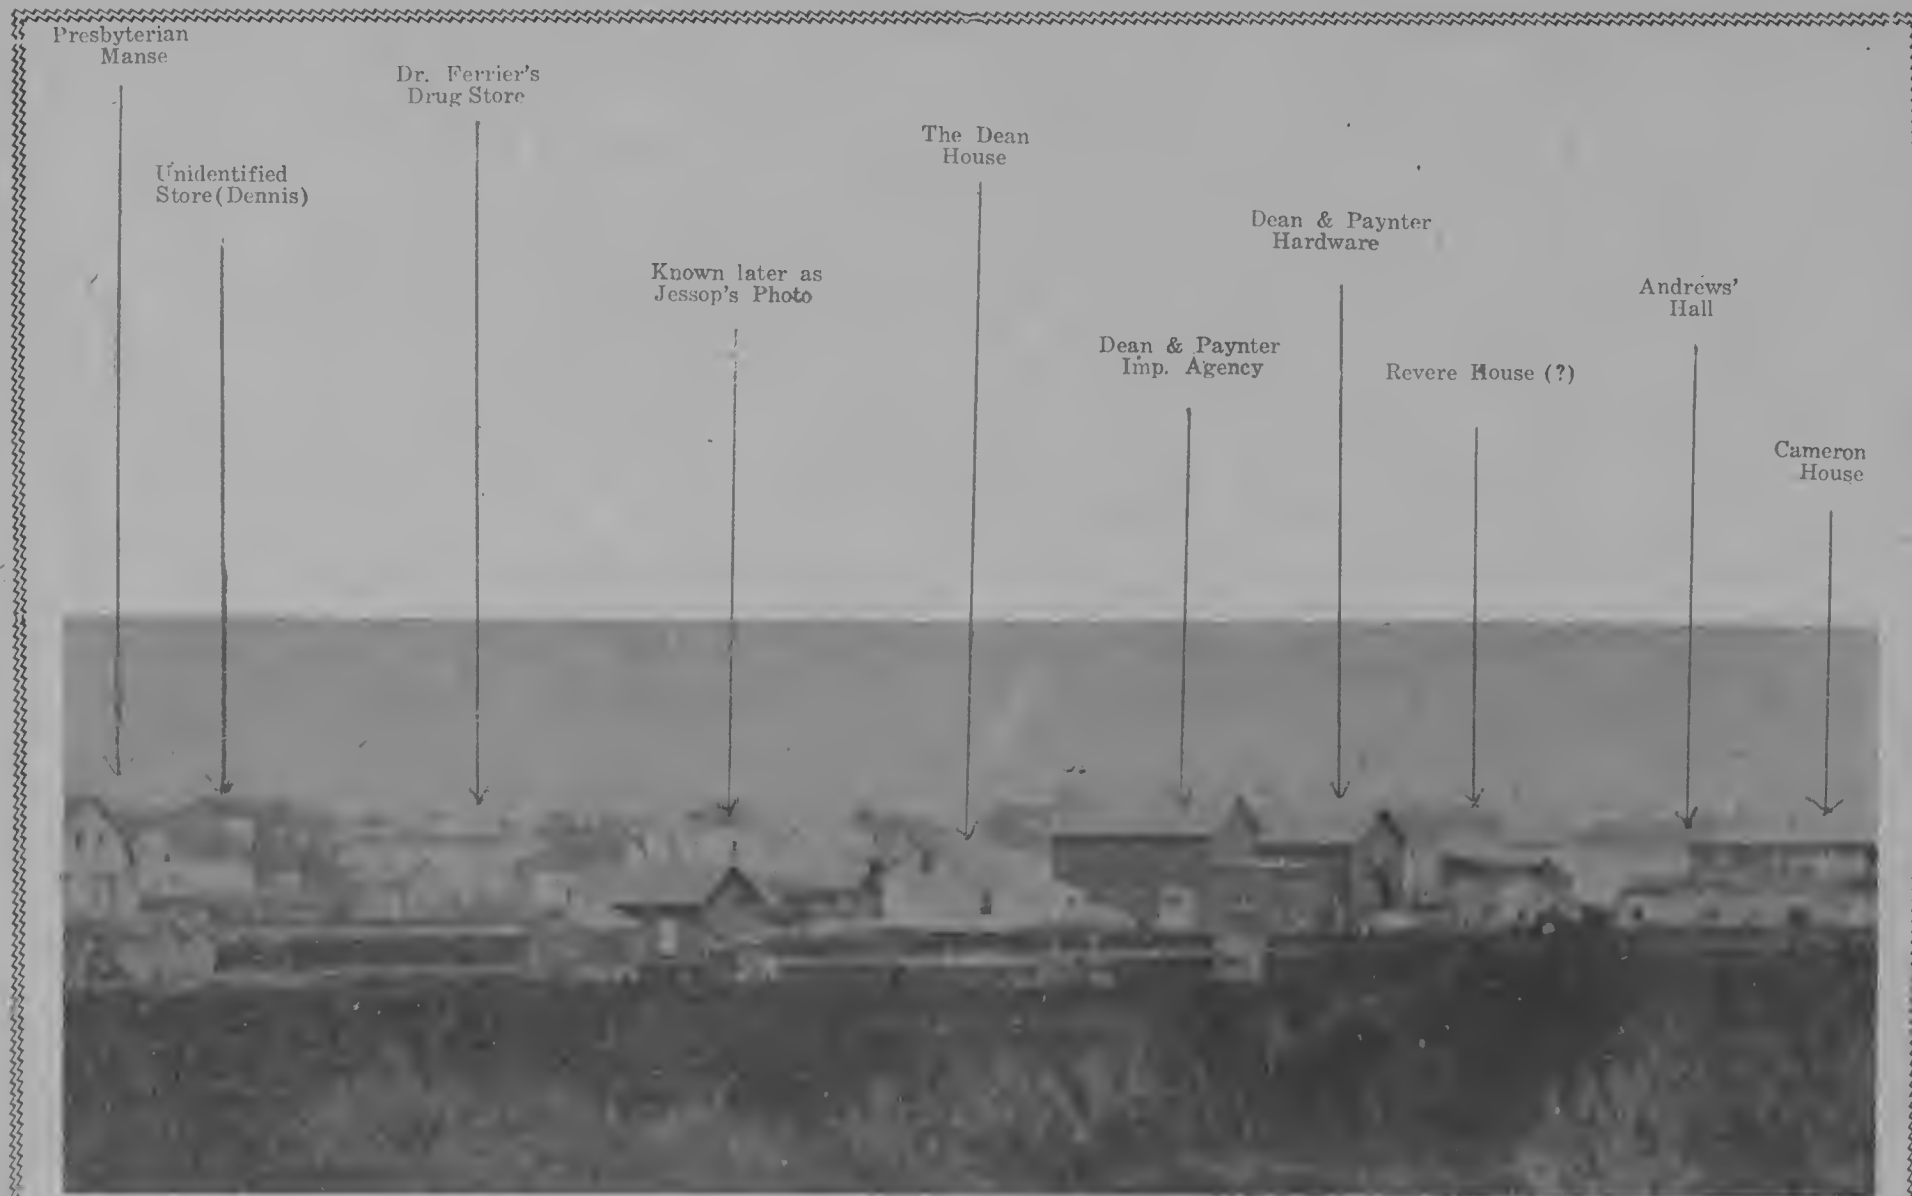 Presbyterian
Manse
Unidentified
Store (Dennis)
Dr. Ferrier's
Drug Store
Known later as
Jessop's Photo
The Dean
House
Dean & Paynter
Imp. Agency
Dean & Paynter
Hardware
Revere House (?)
Andrews'
Hall
Cameron
House